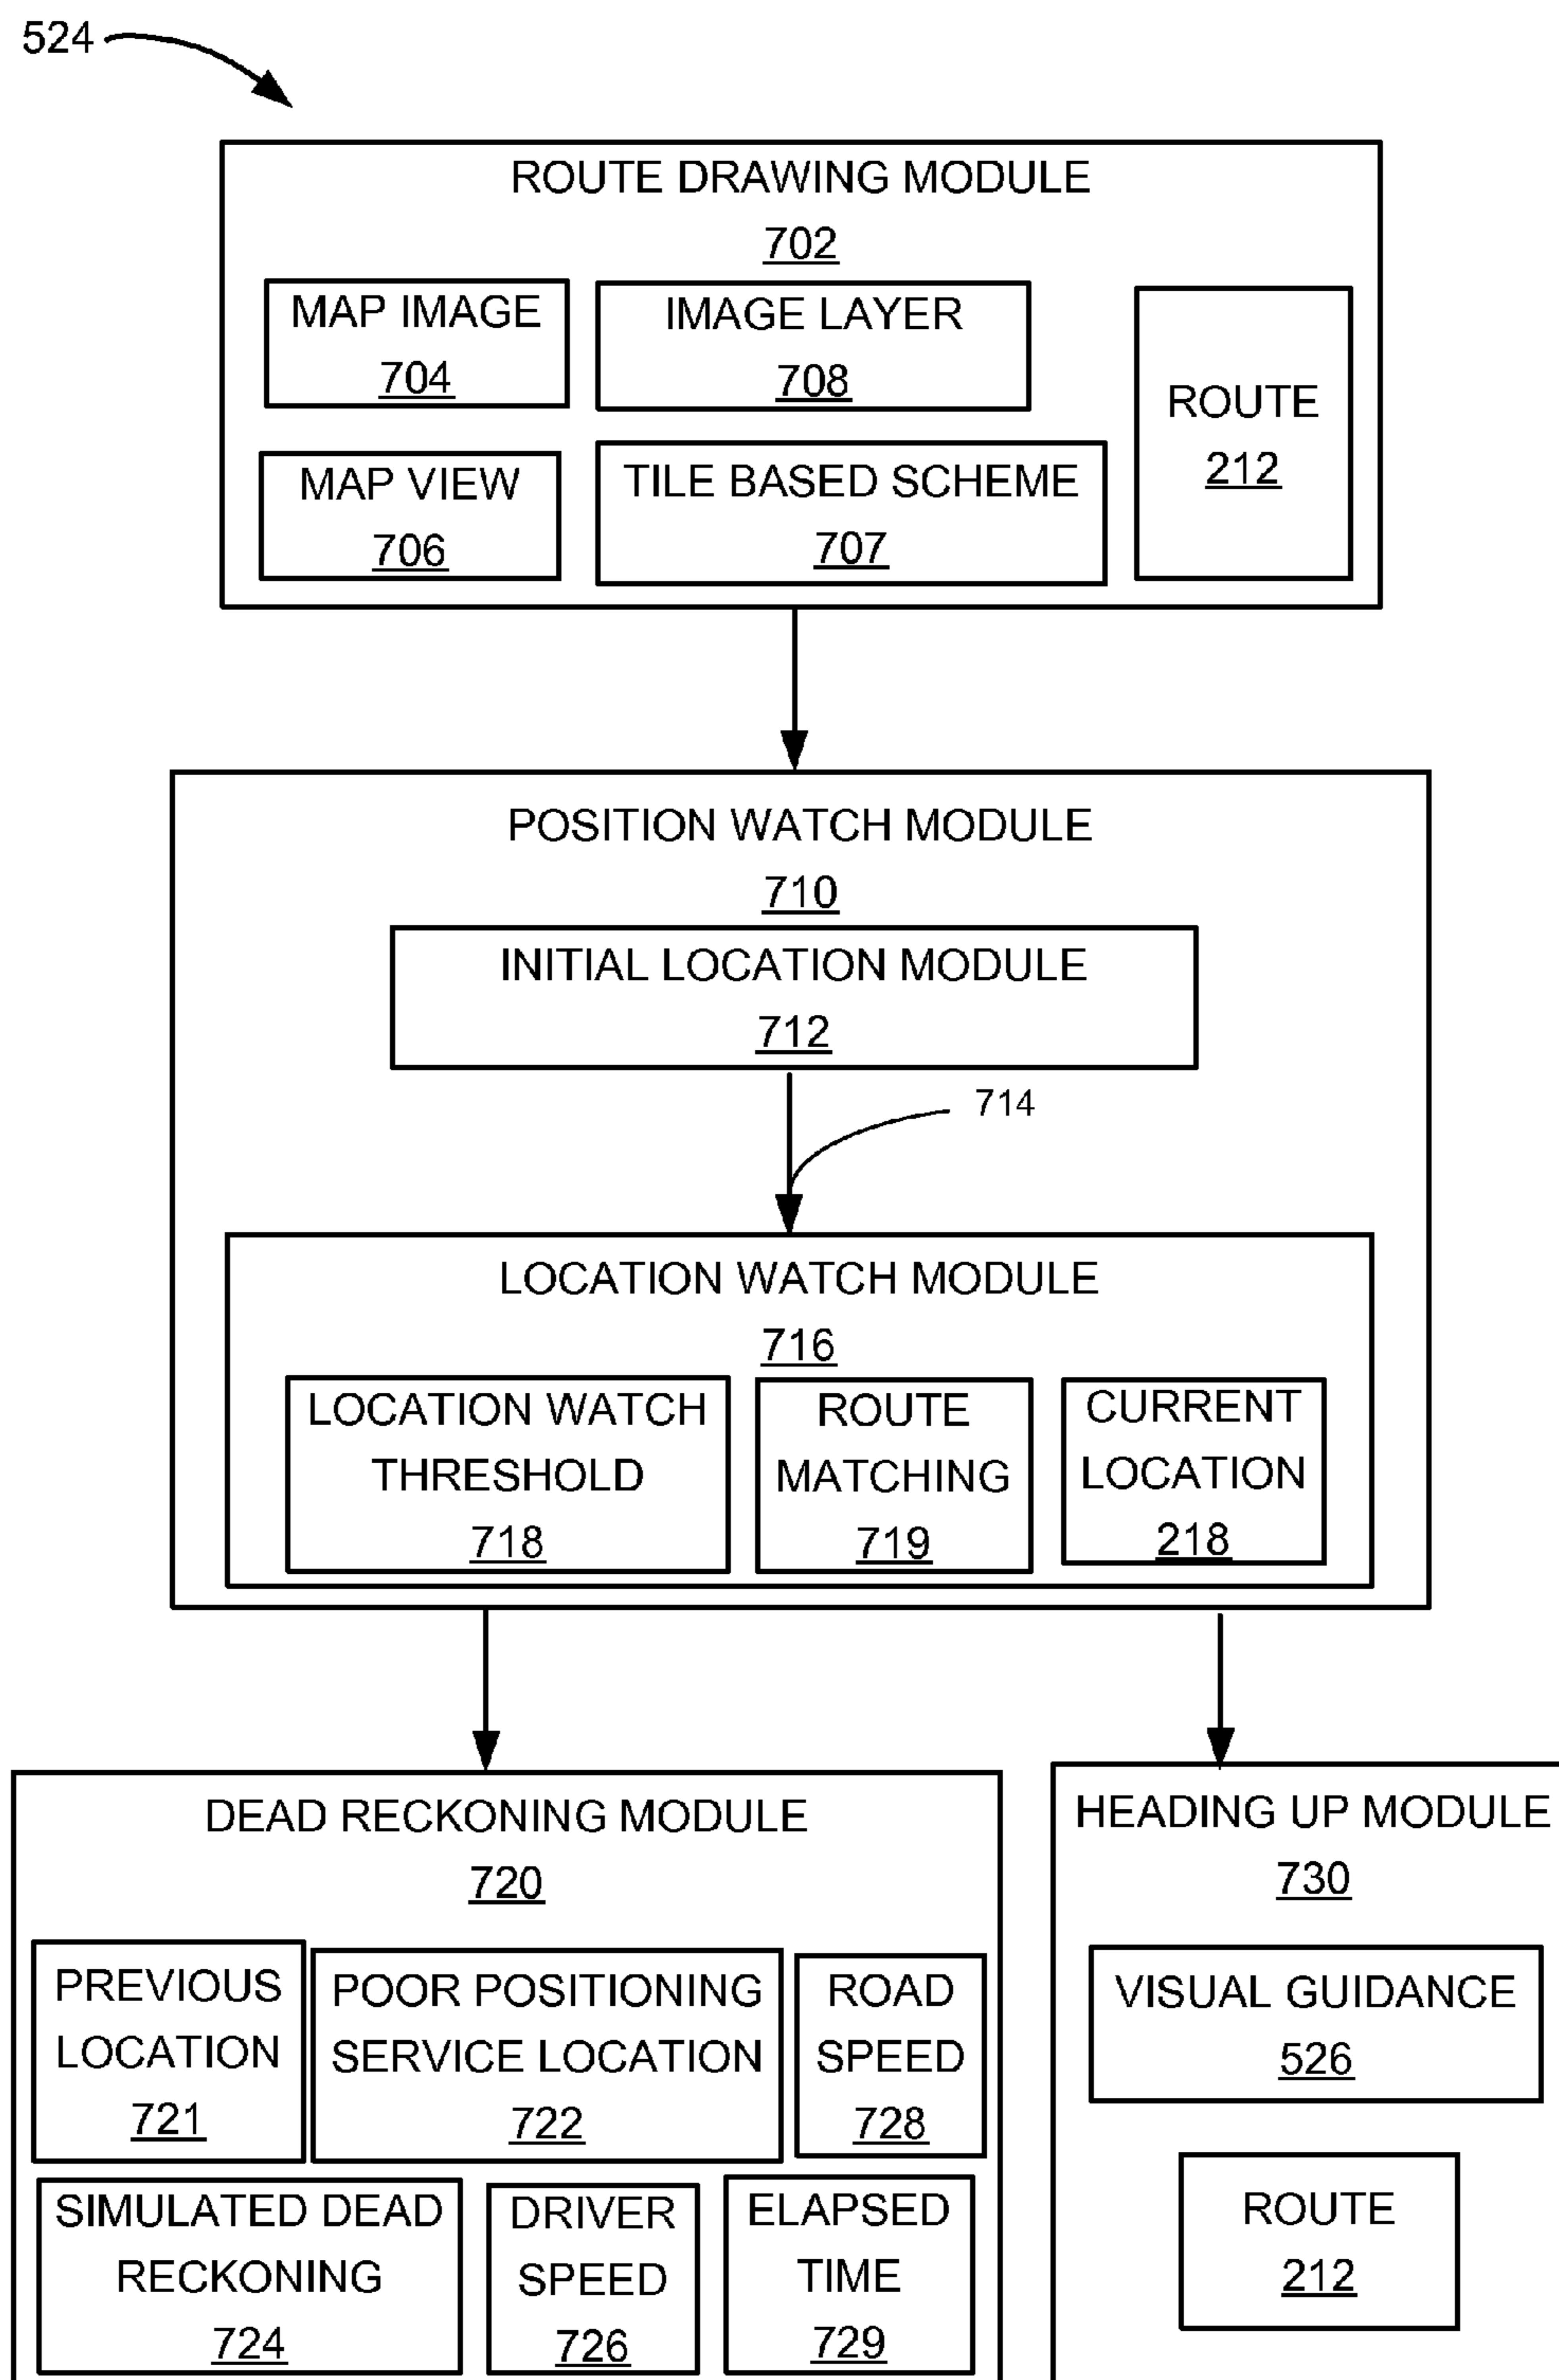 524
ROUTE DRAWING MODULE
702
MAP IMAGE
704
IMAGE LAYER
708
ROUTE
212
MAP VIEW
706
TILE BASED SCHEME
707
POSITION WATCH MODULE
710
INITIAL LOCATION MODULE
712
714
LOCATION WATCH MODULE
716
LOCATION WATCH
THRESHOLD
718
ROUTE
MATCHING
719
CURRENT
LOCATION
218
DEAD RECKONING MODULE
720
PREVIOUS
LOCATION
721
POOR POSITIONING
SERVICE LOCATION
722
ROAD
SPEED
728
SIMULATED DEAD
RECKONING
724
DRIVER
SPEED
726
ELAPSED
TIME
729
HEADING UP MODULE
730
VISUAL GUIDANCE
526
ROUTE
212